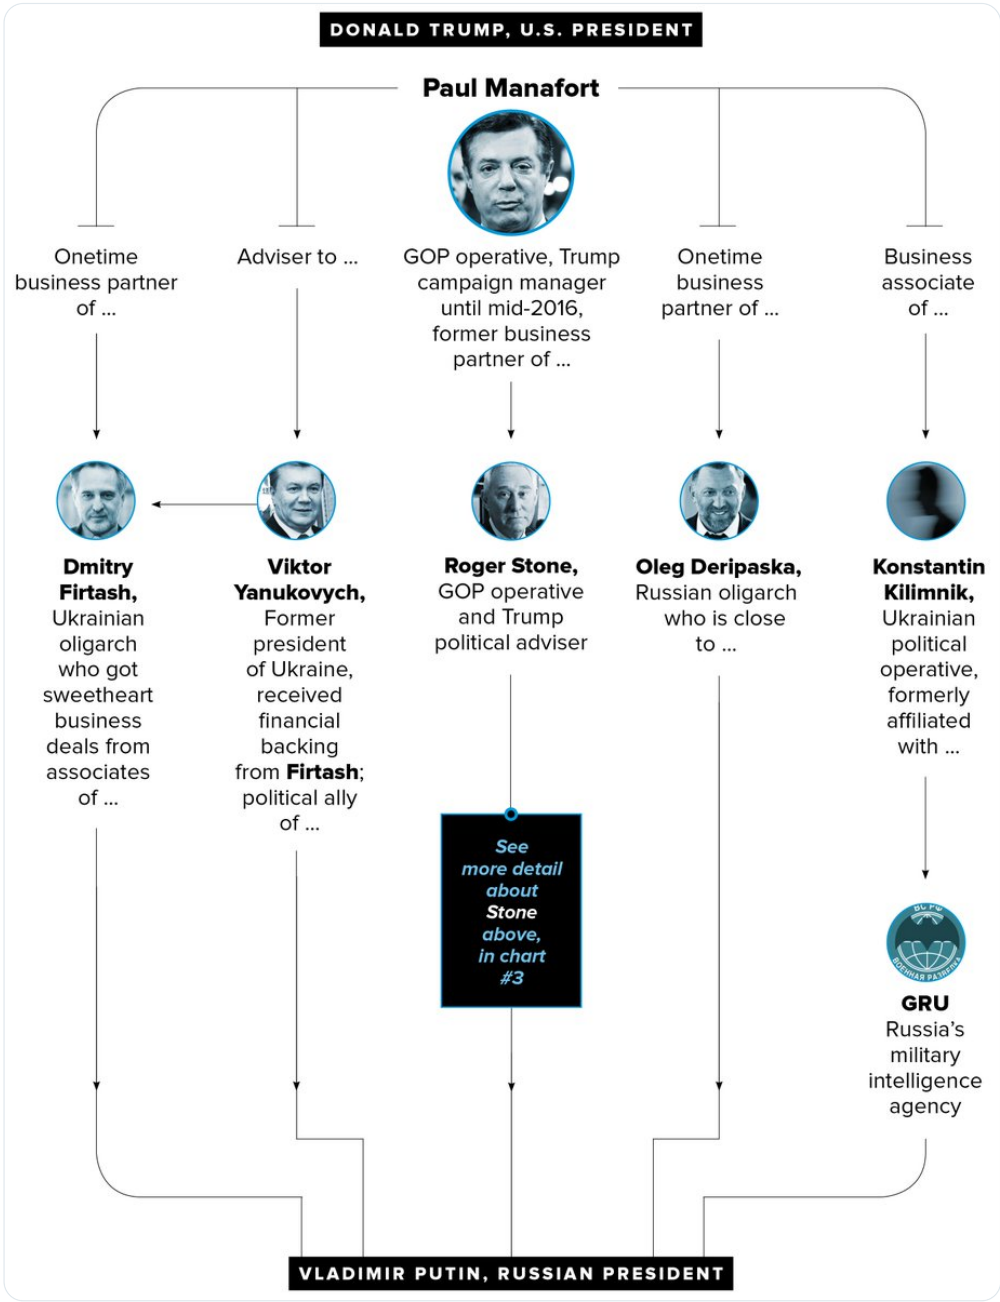 DONALD TRUMP, U.S. PRESIDENT
Paul Manafort
Onetime
business partner
of ...
Adviser to ...
GOP operative, Trump
campaign manager
until mid-2016,
former business
partner of ...
Onetime
business
partner of ...
Business
associate
of ...
Dmitry
Firtash,
Ukrainian
oligarch
who got
sweetheart
business
deals from
associates
of ...
Viktor
Yanukovych,
Former
president
of Ukraine,
received
financial
backing
from Firtash;
political ally
of ...
Roger Stone,
GOP operative
and Trump
political adviser
Oleg Deripaska,
Russian oligarch
who is close
to ...
Konstantin
Kilimnik,
Ukrainian
political
operative,
formerly
affiliated
with ...
See
more detail
about
Stone
above,
in chart
#3
ВС РФ
ВОЕННАЯ РАЗВЕДКА
GRU
Russia’s
military
intelligence
agency
VLADIMIR PUTIN, RUSSIAN PRESIDENT